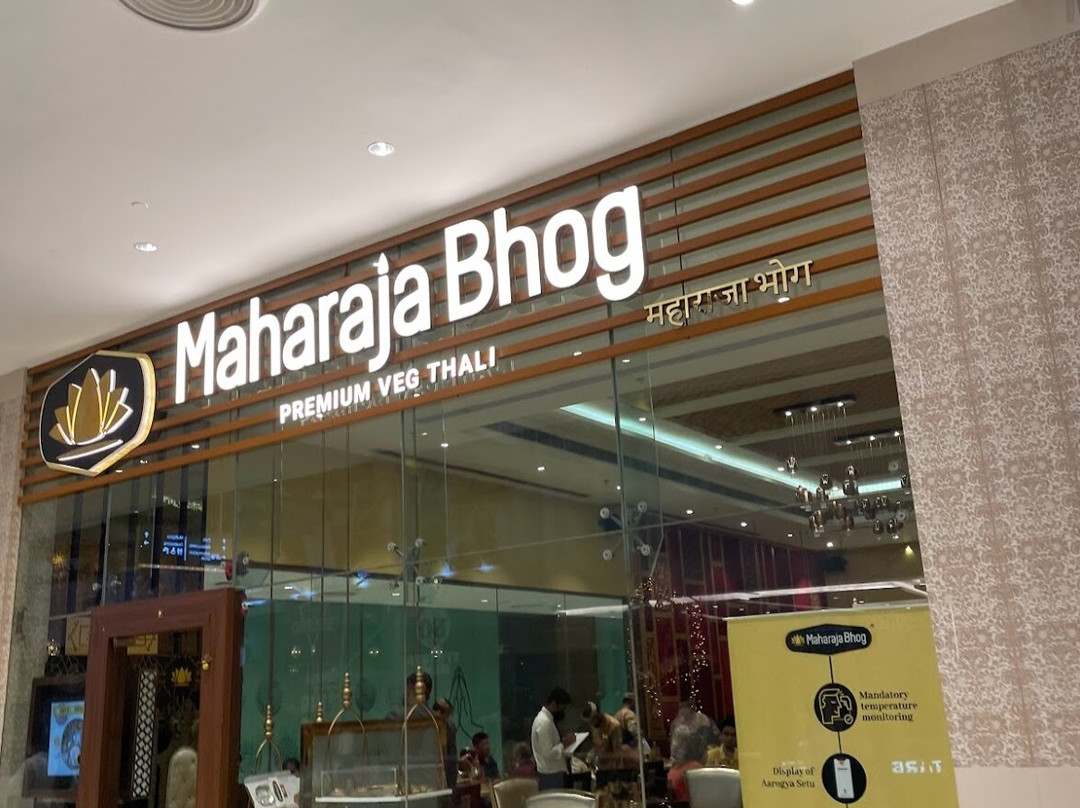 Maharaja Bhog
महाराजा भोग
PREMIUM VEG THALI
Maharaja Bhog
Mandatory
temperature
monitoring
Display of
Aarogya Setu